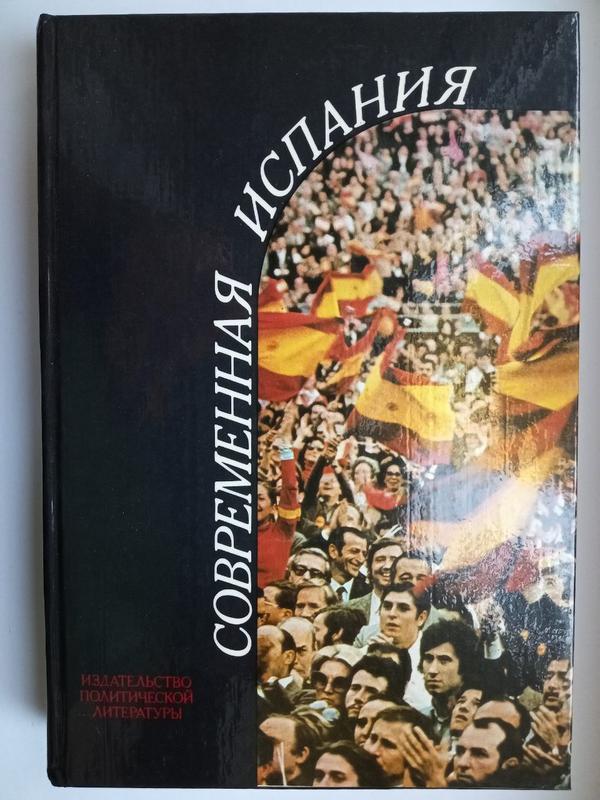 СОВРЕМЕННАЯ ИСПАНИЯ
ИЗДАТЕЛЬСТВО
ПОЛИТИЧЕСКОЙ
ЛИТЕРАТУРЫ